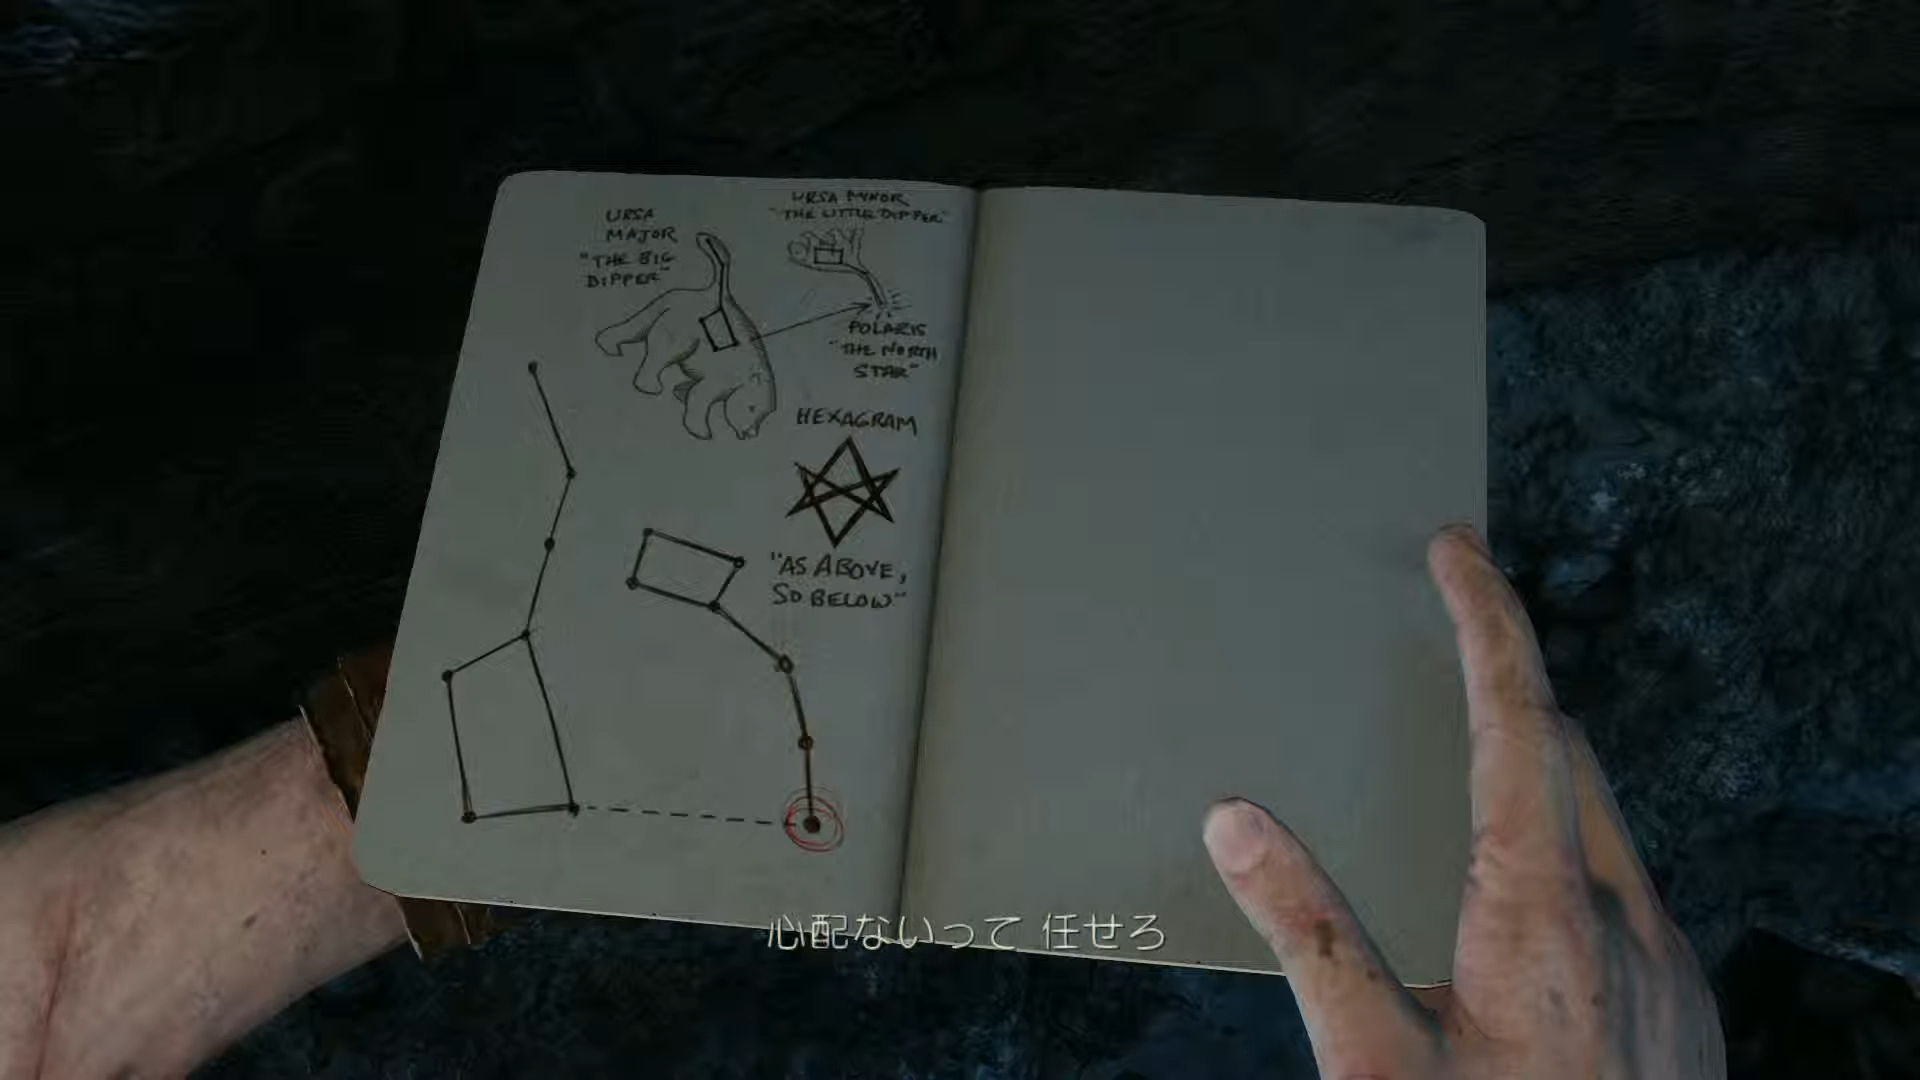 URSA
MAJOR
"THE BIG
DIPPER"
URSA MINOR
"THE LITTLE DIPPER"
POLARIS
"THE NORTH
STAR"
HEXAGRAM
"AS ABOVE,
SO BELOW"
心配ないって 任せろ